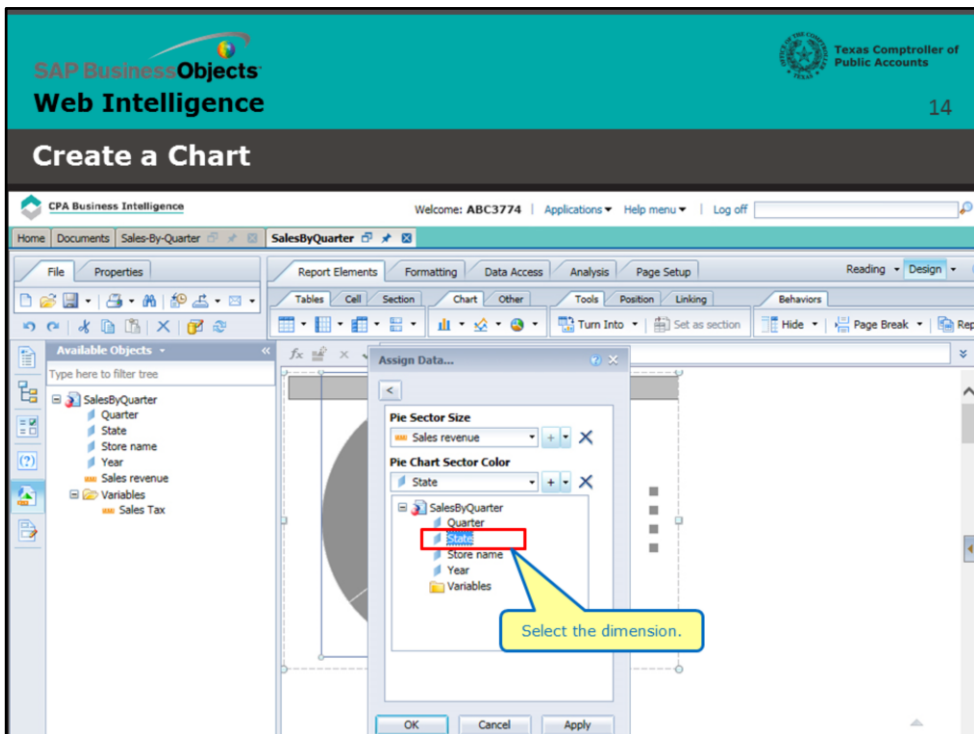 SAP BusinessObjects
Web Intelligence
Texas Comptroller of
Public Accounts
14
Create a Chart
CPA Business Intelligence
Welcome: ABC3774 | Applications Help menu | Log off
Home Documents Sales-By-Quarter SalesByQuarter
File Properties
Report Elements Formatting Data Access Analysis Page Setup
Reading Design
Tables Cell Section Chart Other Tools Position Linking Behaviors
Turn Into Set as section Hide Page Break Rep
Available Objects
Type here to filter tree
SalesByQuarter
Quarter
State
Store name
Year
Sales revenue
Variables
Sales Tax
Assign Data...
<
Pie Sector Size
Sales revenue
Pie Chart Sector Color
State
SalesByQuarter
Quarter
State
Store name
Year
Variables
Select the dimension.
OK Cancel Apply